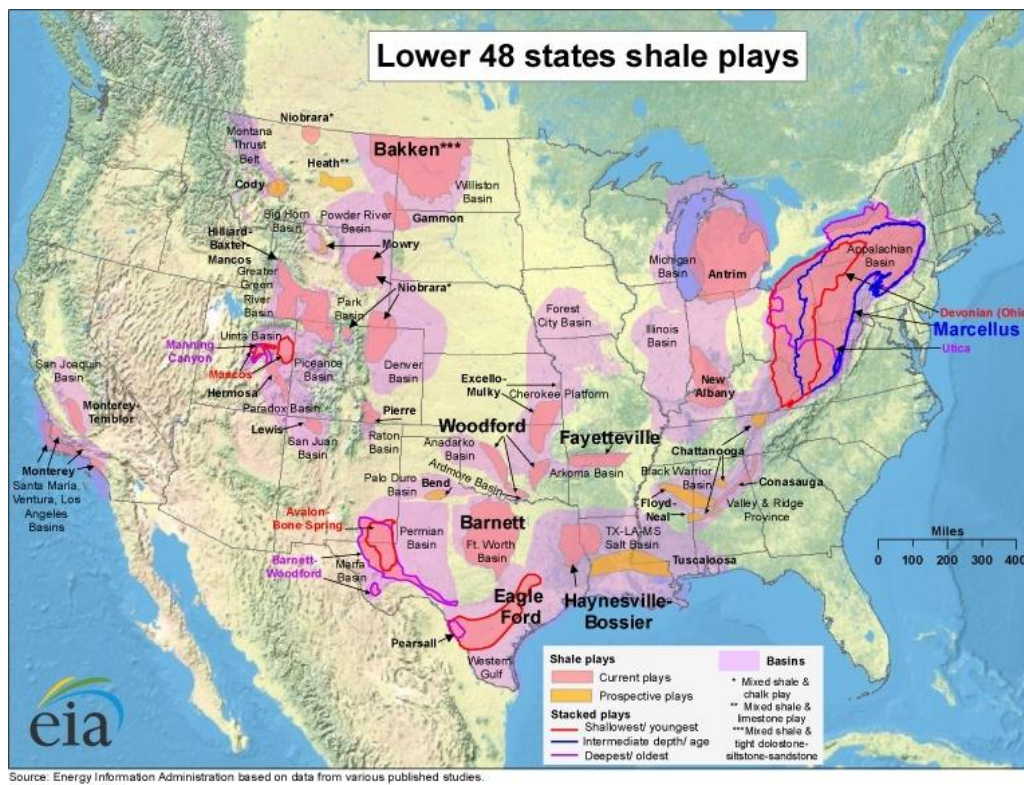 Lower 48 states shale plays
Niobrara*
Montana
Thrust
Belt
Bakken***
Heath**
Cody
Williston
Basin
Big Horn
Basin
Powder River
Basin
Gammon
Hilliard-
Baxter-
Mancos
Mowry
Greater
Green
River
Basin
Niobrara*
Park
Basin
Michigan
Basin
Antrim
Appalachian
Basin
Forest
City Basin
Illinois
Basin
Devonian (Ohio
Marcellus
Utica
Uinta Basin
Manning
Canyon
Mancos
Piceance
Basin
Denver
Basin
San Joaquin
Basin
Hermosa
Excello-
Mulky
Cherokee Platform
New
Albany
Monterey-
Temblor
Paradox Basin
Pierre
Lewis
San Juan
Basin
Raton
Basin
Woodford
Anadarko
Basin
Fayetteville
Chattanooga
Monterey
Santa Maria,
Ventura, Los
Angeles
Basins
Palo Duro
Basin
Bend
Ardmore Basin
Arkoma Basin
Black Warrior
Basin
Conasauga
Floyd-
Neal
Valley & Ridge
Province
Avalon-
Bone Spring
Permian
Basin
Barnett
Ft. Worth
Basin
TX-LA-MS
Salt Basin
Tuscaloosa
Miles
0 100 200 300 400
Barnett-
Woodford
Marfa
Basin
Eagle
Ford
Haynesville-
Bossier
Pearsall
Western
Gulf
Shale plays
Current plays
Prospective plays
Stacked plays
Shallowest/ youngest
Intermediate depth/ age
Deepest/ oldest
Basins
* Mixed shale &
chalk play
** Mixed shale &
limestone play
***Mixed shale &
tight dolostone-
siltstone-sandstone
eia
Source: Energy Information Administration based on data from various published studies.